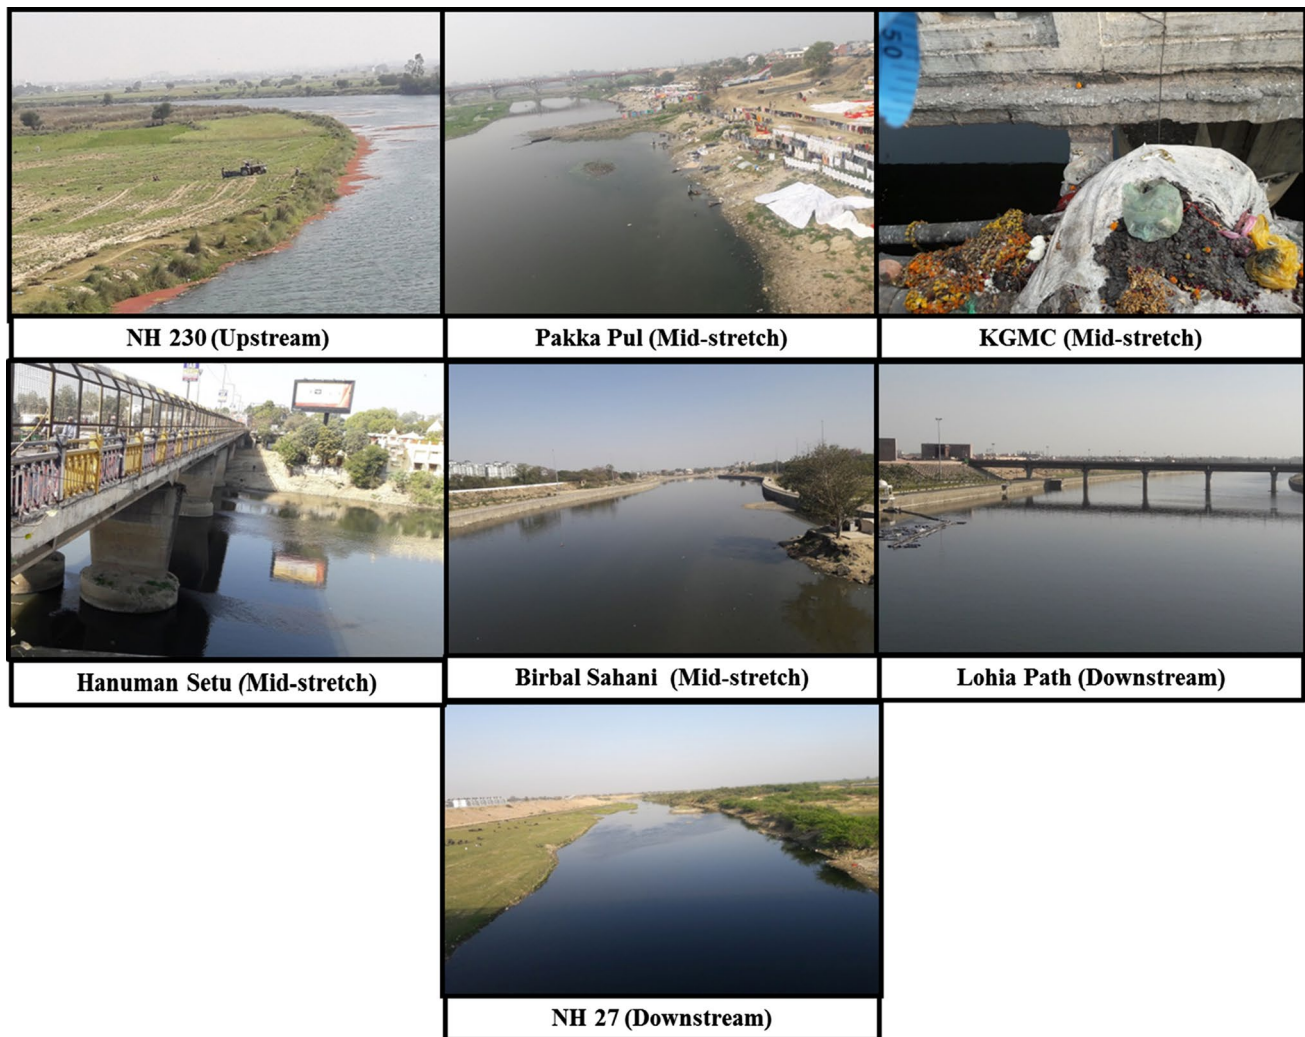 50
NH 230 (Upstream)
Pakka Pul (Mid-stretch)
KGMC (Mid-stretch)
Hanuman Setu (Mid-stretch)
Birbal Sahani (Mid-stretch)
Lohia Path (Downstream)
NH 27 (Downstream)